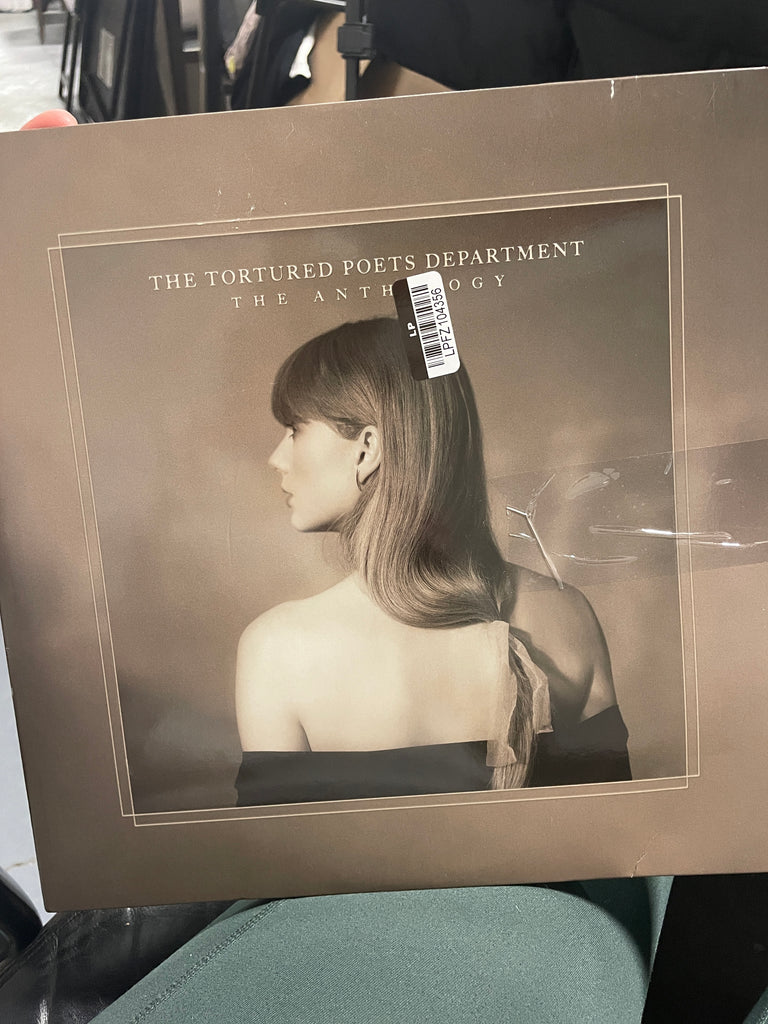 THE TORTURED POETS DEPARTMENT
THE ANTH OGY
LP
LPFZ104356